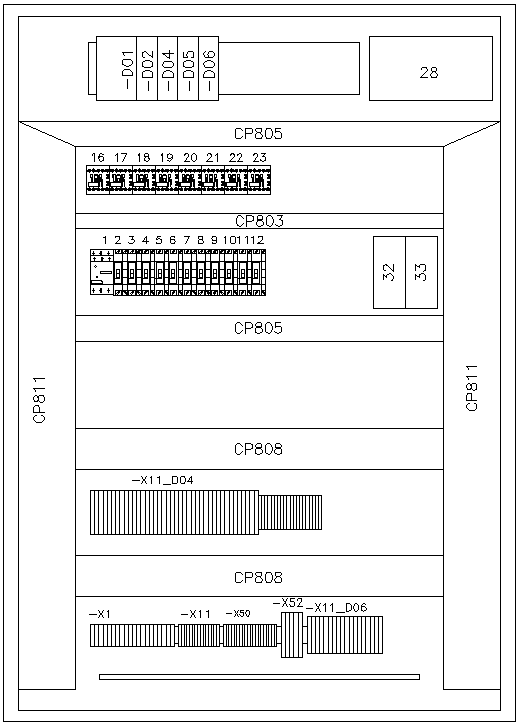 -D01 -D02 -D04 -D05 -D06
28
CP805
16 17 18 19 20 21 22 23
CP803
1 2 3 4 5 6 7 8 9 10 11 12
32 33
CP805
CP811
CP811
CP808
-X11_D04
CP808
-X1 -X11 -X50 -X52 -X11_D06